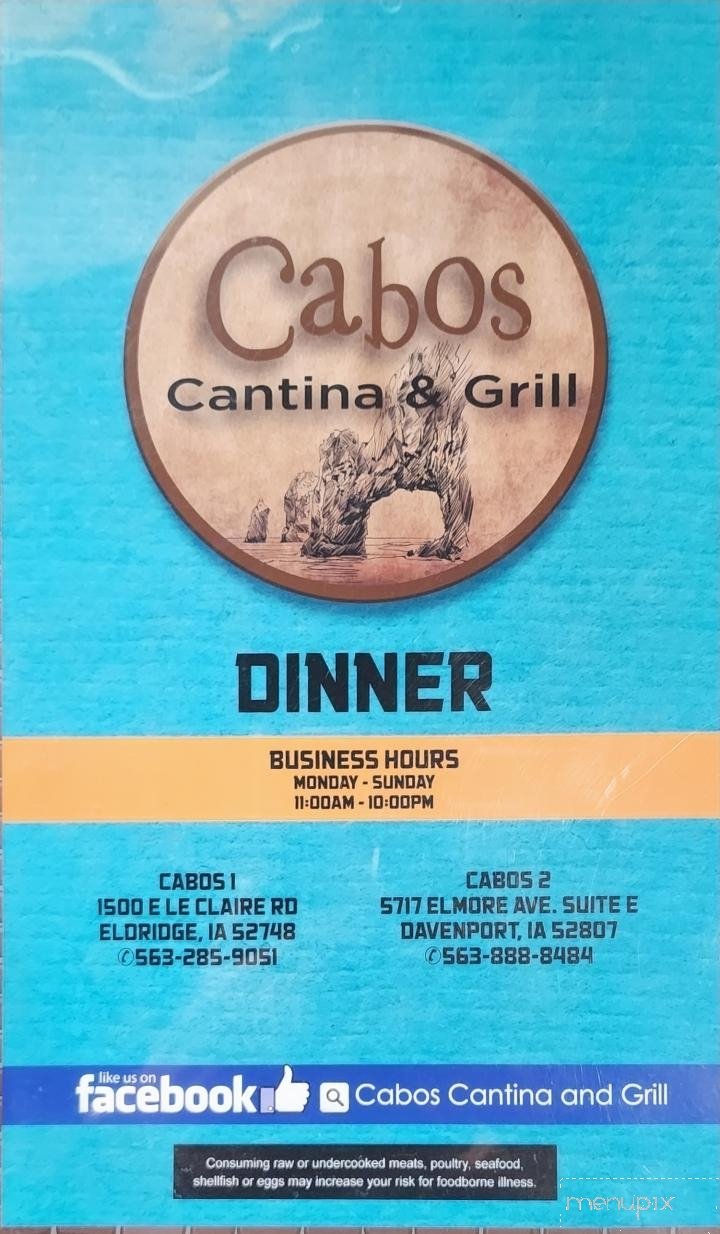 Cabos
Cantina & Grill
DINNER
BUSINESS HOURS
MONDAY - SUNDAY
11:00AM - 10:00PM
CABOS 1
1500 E LE CLAIRE RD
ELDRIDGE, IA 52748
✆563-285-9051
CABOS 2
5717 ELMORE AVE. SUITE E
DAVENPORT, IA 52807
✆563-888-8484
like us on
facebook
Cabos Cantina and Grill
Consuming raw or undercooked meats, poultry, seafood,
shellfish or eggs may increase your risk for foodborne illness.
menupix